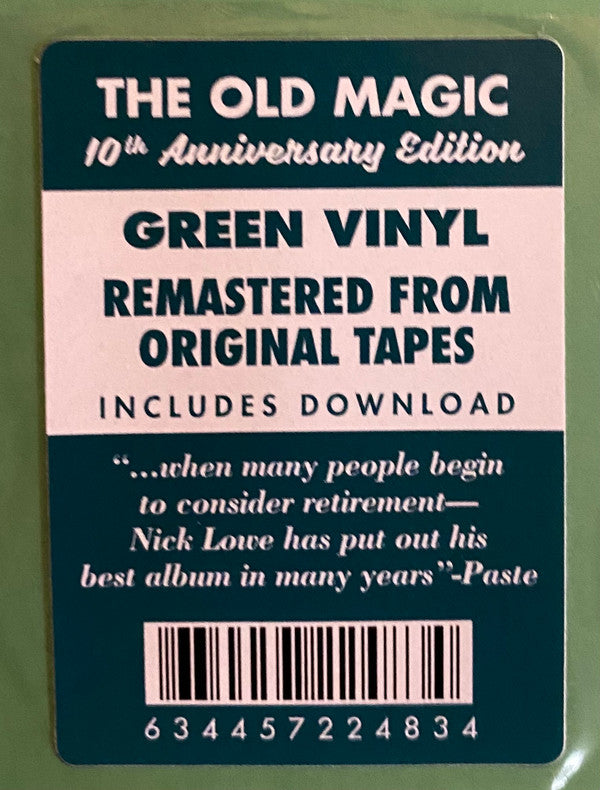 THE OLD MAGIC
10th Anniversary Edition
GREEN VINYL
REMASTERED FROM
ORIGINAL TAPES
INCLUDES DOWNLOAD
“...when many people begin
to consider retirement—
Nick Lowe has put out his
best album in many years”-Paste
634457224834